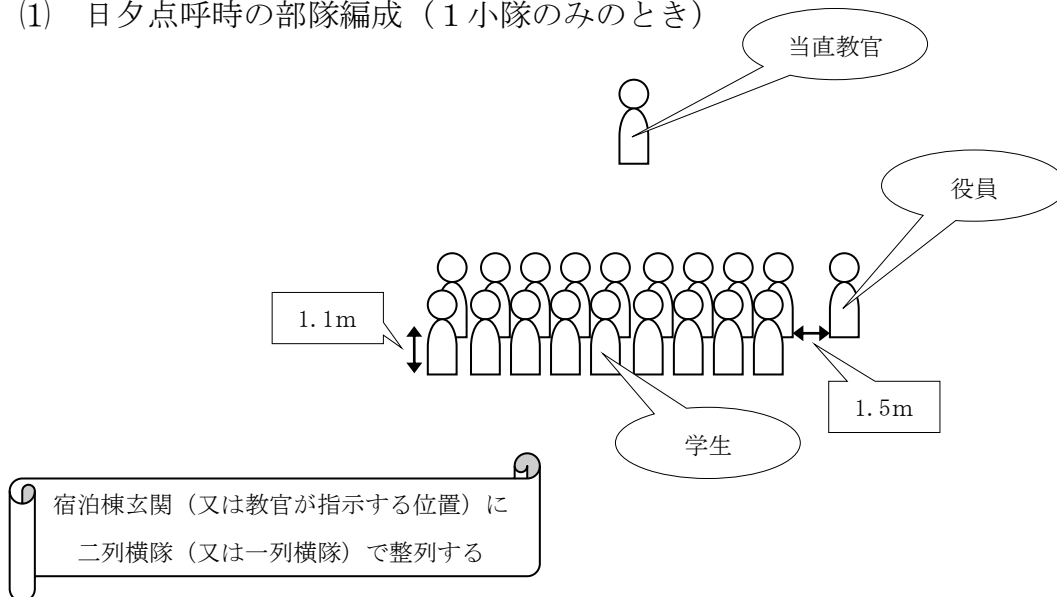 ⑴ 日夕点呼時の部隊編成（１小隊のみのとき）
当直教官
役員
1.1m
1.5m
学生
宿泊棟玄関（又は教官が指示する位置）に
二列横隊（又は一列横隊）で整列する